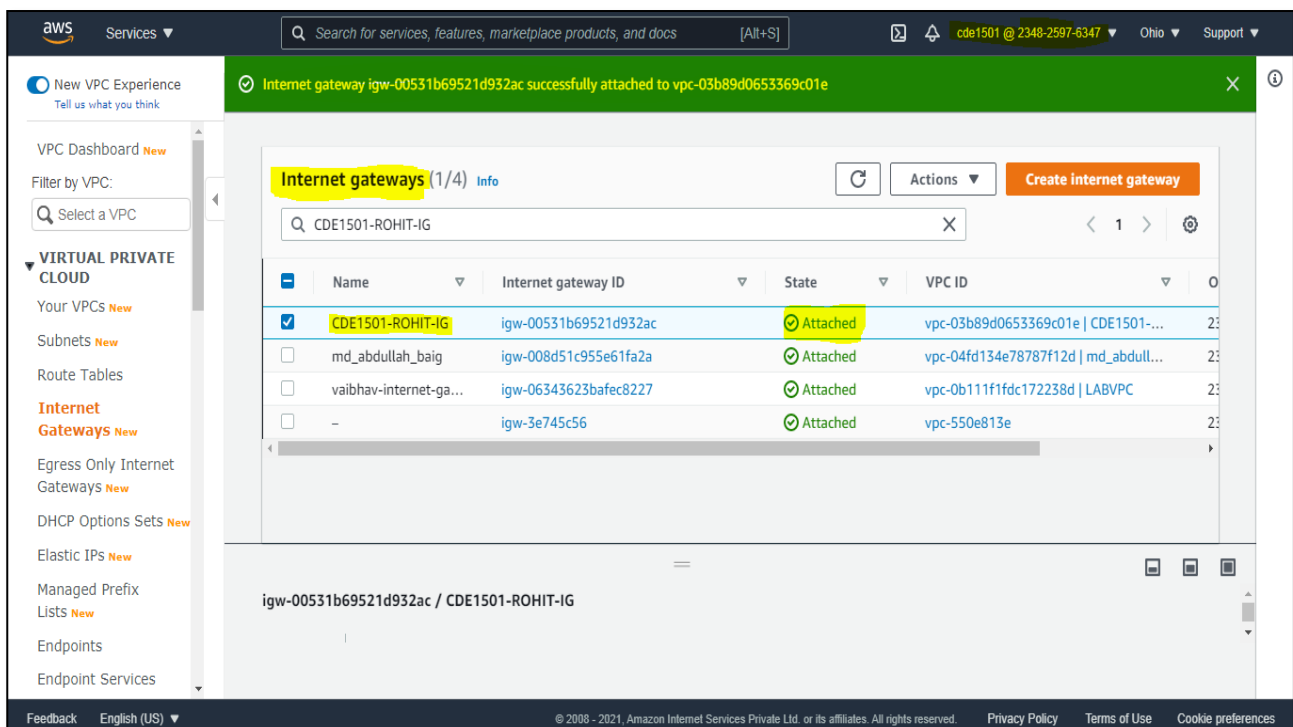 aws Services ▼ Search for services, features, marketplace products, and docs [Alt+S] cde1501 @ 2348-2597-6347 ▼ Ohio ▼ Support ▼
New VPC Experience
Tell us what you think
Internet gateway igw-00531b69521d932ac successfully attached to vpc-03b89d0653369c01e
VPC Dashboard New
Filter by VPC:
Select a VPC
VIRTUAL PRIVATE
CLOUD
Your VPCs New
Subnets New
Route Tables
Internet
Gateways New
Egress Only Internet
Gateways New
DHCP Options Sets New
Elastic IPs New
Managed Prefix
Lists New
Endpoints
Endpoint Services
Internet gateways (1/4) Info
Actions ▼
Create internet gateway
CDE1501-ROHIT-IG
1
Name Internet gateway ID State VPC ID O
CDE1501-ROHIT-IG igw-00531b69521d932ac Attached vpc-03b89d0653369c01e | CDE1501-...
md_abdullah_baig igw-008d51c955e61fa2a Attached vpc-04fd134e78787f12d | md_abdull...
vaibhav-internet-ga... igw-06343623bafec8227 Attached vpc-0b111f1fdc172238d | LABVPC
– igw-3e745c56 Attached vpc-550e813e
igw-00531b69521d932ac / CDE1501-ROHIT-IG
Feedback English (US) ▼ © 2008 - 2021, Amazon Internet Services Private Ltd. or its affiliates. All rights reserved. Privacy Policy Terms of Use Cookie preferences